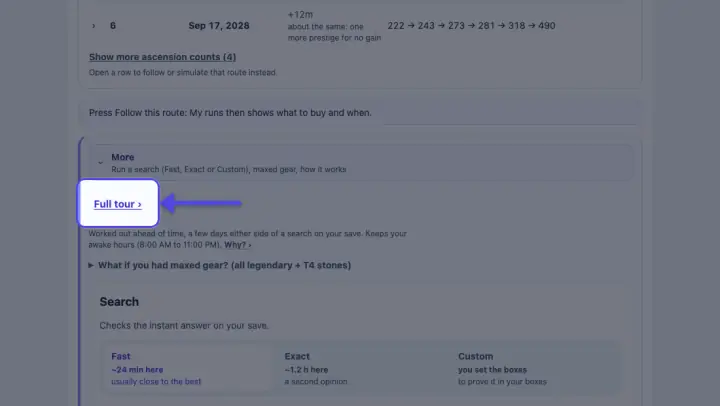 › 6 Sep 17, 2028 +12m 222 → 243 → 273 → 281 → 318 → 490
about the same: one
more prestige for no gain
Show more ascension counts (4)
Open a row to follow or simulate that route instead.
Press Follow this route: My runs then shows what to buy and when.
More
Run a search (Fast, Exact or Custom), maxed gear, how it works
Full tour ›
Worked out ahead of time, a few days either side of a search on your save. Keeps your
awake hours (8:00 AM to 11:00 PM). Why? ›
▶ What if you had maxed gear? (all legendary + T4 stones)
Search
Checks the instant answer on your save.
Fast
~24 min here
usually close to the best
Exact
~1.2 h here
a second opinion
Custom
you set the boxes
to prove it in your boxes